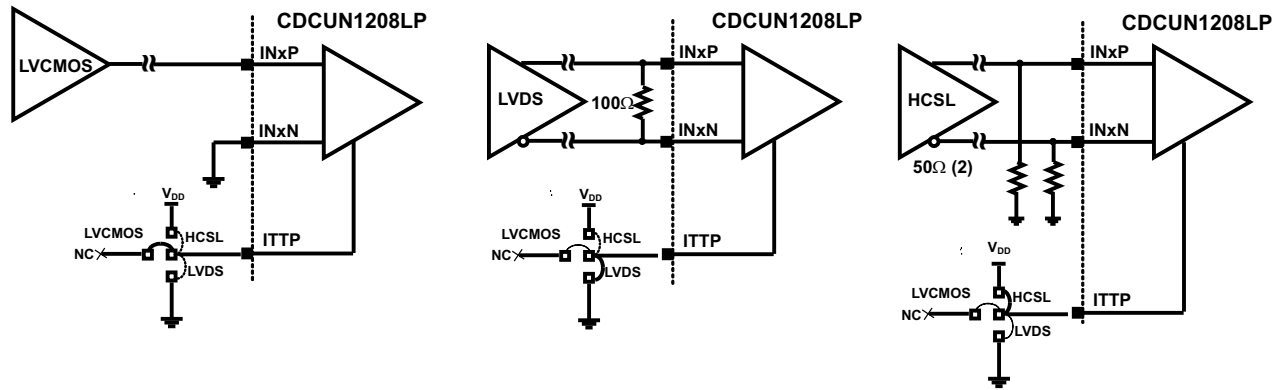 CDCUN1208LP
LVCMOS
INxP
INxN
VDD
LVCMOS
HCSL
NC
LVDS
ITTP
CDCUN1208LP
LVDS
100Ω
INxP
INxN
VDD
LVCMOS
HCSL
NC
LVDS
ITTP
CDCUN1208LP
HCSL
INxP
INxN
50Ω (2)
VDD
LVCMOS
HCSL
NC
LVDS
ITTP